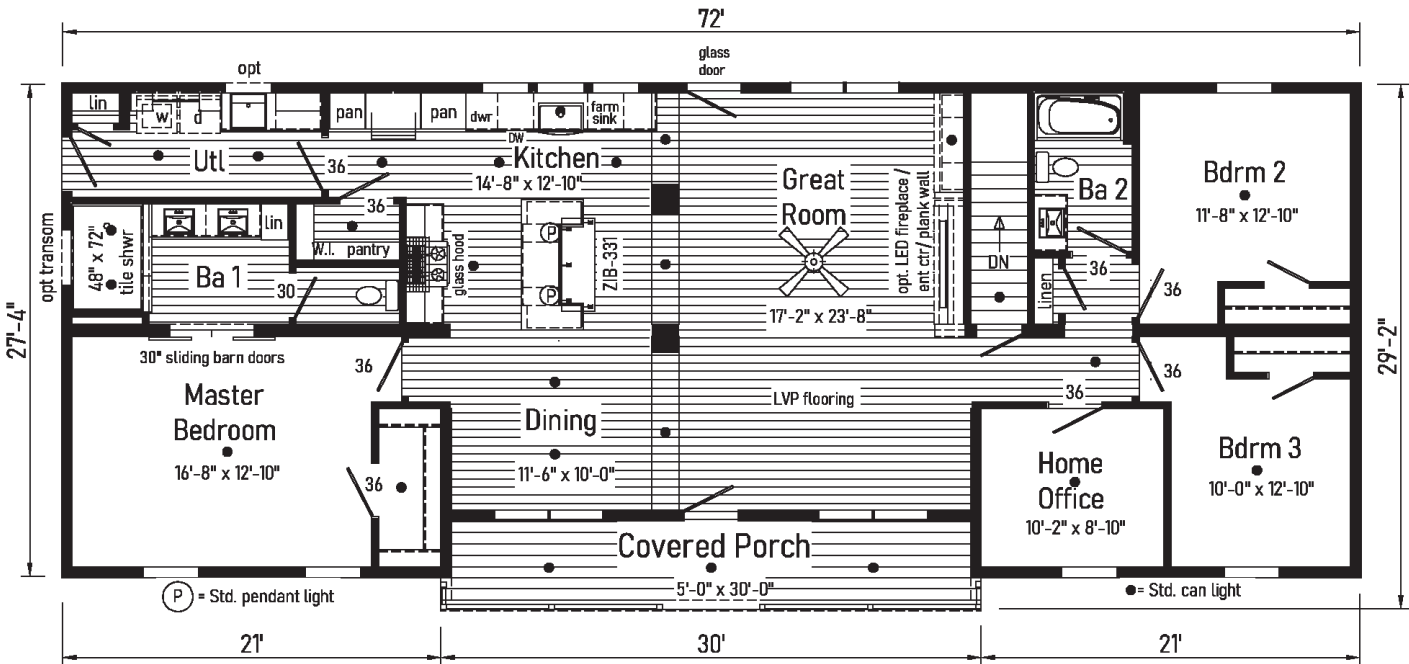 72'
opt
glass
door
lin
w
d
pan
pan
dwr
farm
sink
DW
Utl
36
Kitchen
14'-8" x 12'-10"
Great
Room
17'-2" x 23'-8"
opt. LED fireplace /
ent ctr/ plank wall
DN
Ba 2
36
linen
Bdrm 2
11'-8" x 12'-10"
36
36
W.I. pantry
lin
opt transom
48" x 72"
tile shwr
Ba 1
30
glass hood
P
P
ZIB-331
27'-4"
29'-2"
30" sliding barn doors
36
Master
Bedroom
16'-8" x 12'-10"
36
Dining
11'-6" x 10'-0"
LVP flooring
36
36
Home
Office
10'-2" x 8'-10"
Bdrm 3
10'-0" x 12'-10"
Covered Porch
5'-0" x 30'-0"
P = Std. pendant light
= Std. can light
21'
30'
21'